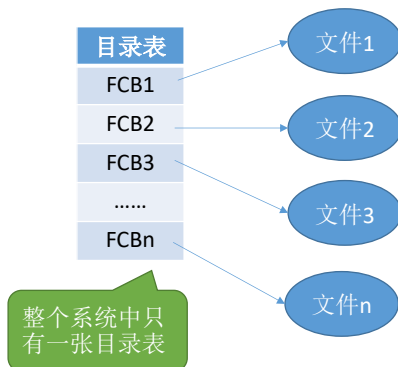 目录表
FCB1
FCB2
FCB3
……
FCBn
文件1
文件2
文件3
文件n
整个系统中只
有一张目录表